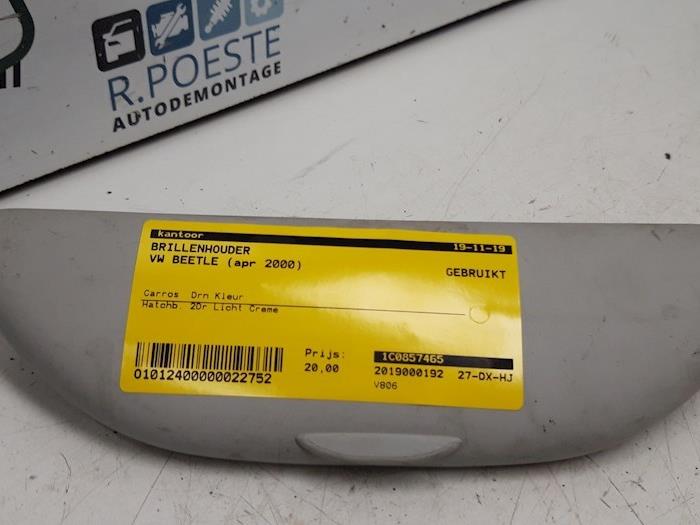 R.POESTE
AUTODEMONTAGE
kantoor 19-11-19
BRILLENHOUDER
VW BEETLE (apr 2000)
GEBRUIKT
Carros Drn Kleur
Hatchb. 2Dr Licht Creme
Prijs: 1C0857465
01012400000022752 20,00 2019000192 27-DX-HJ
V806